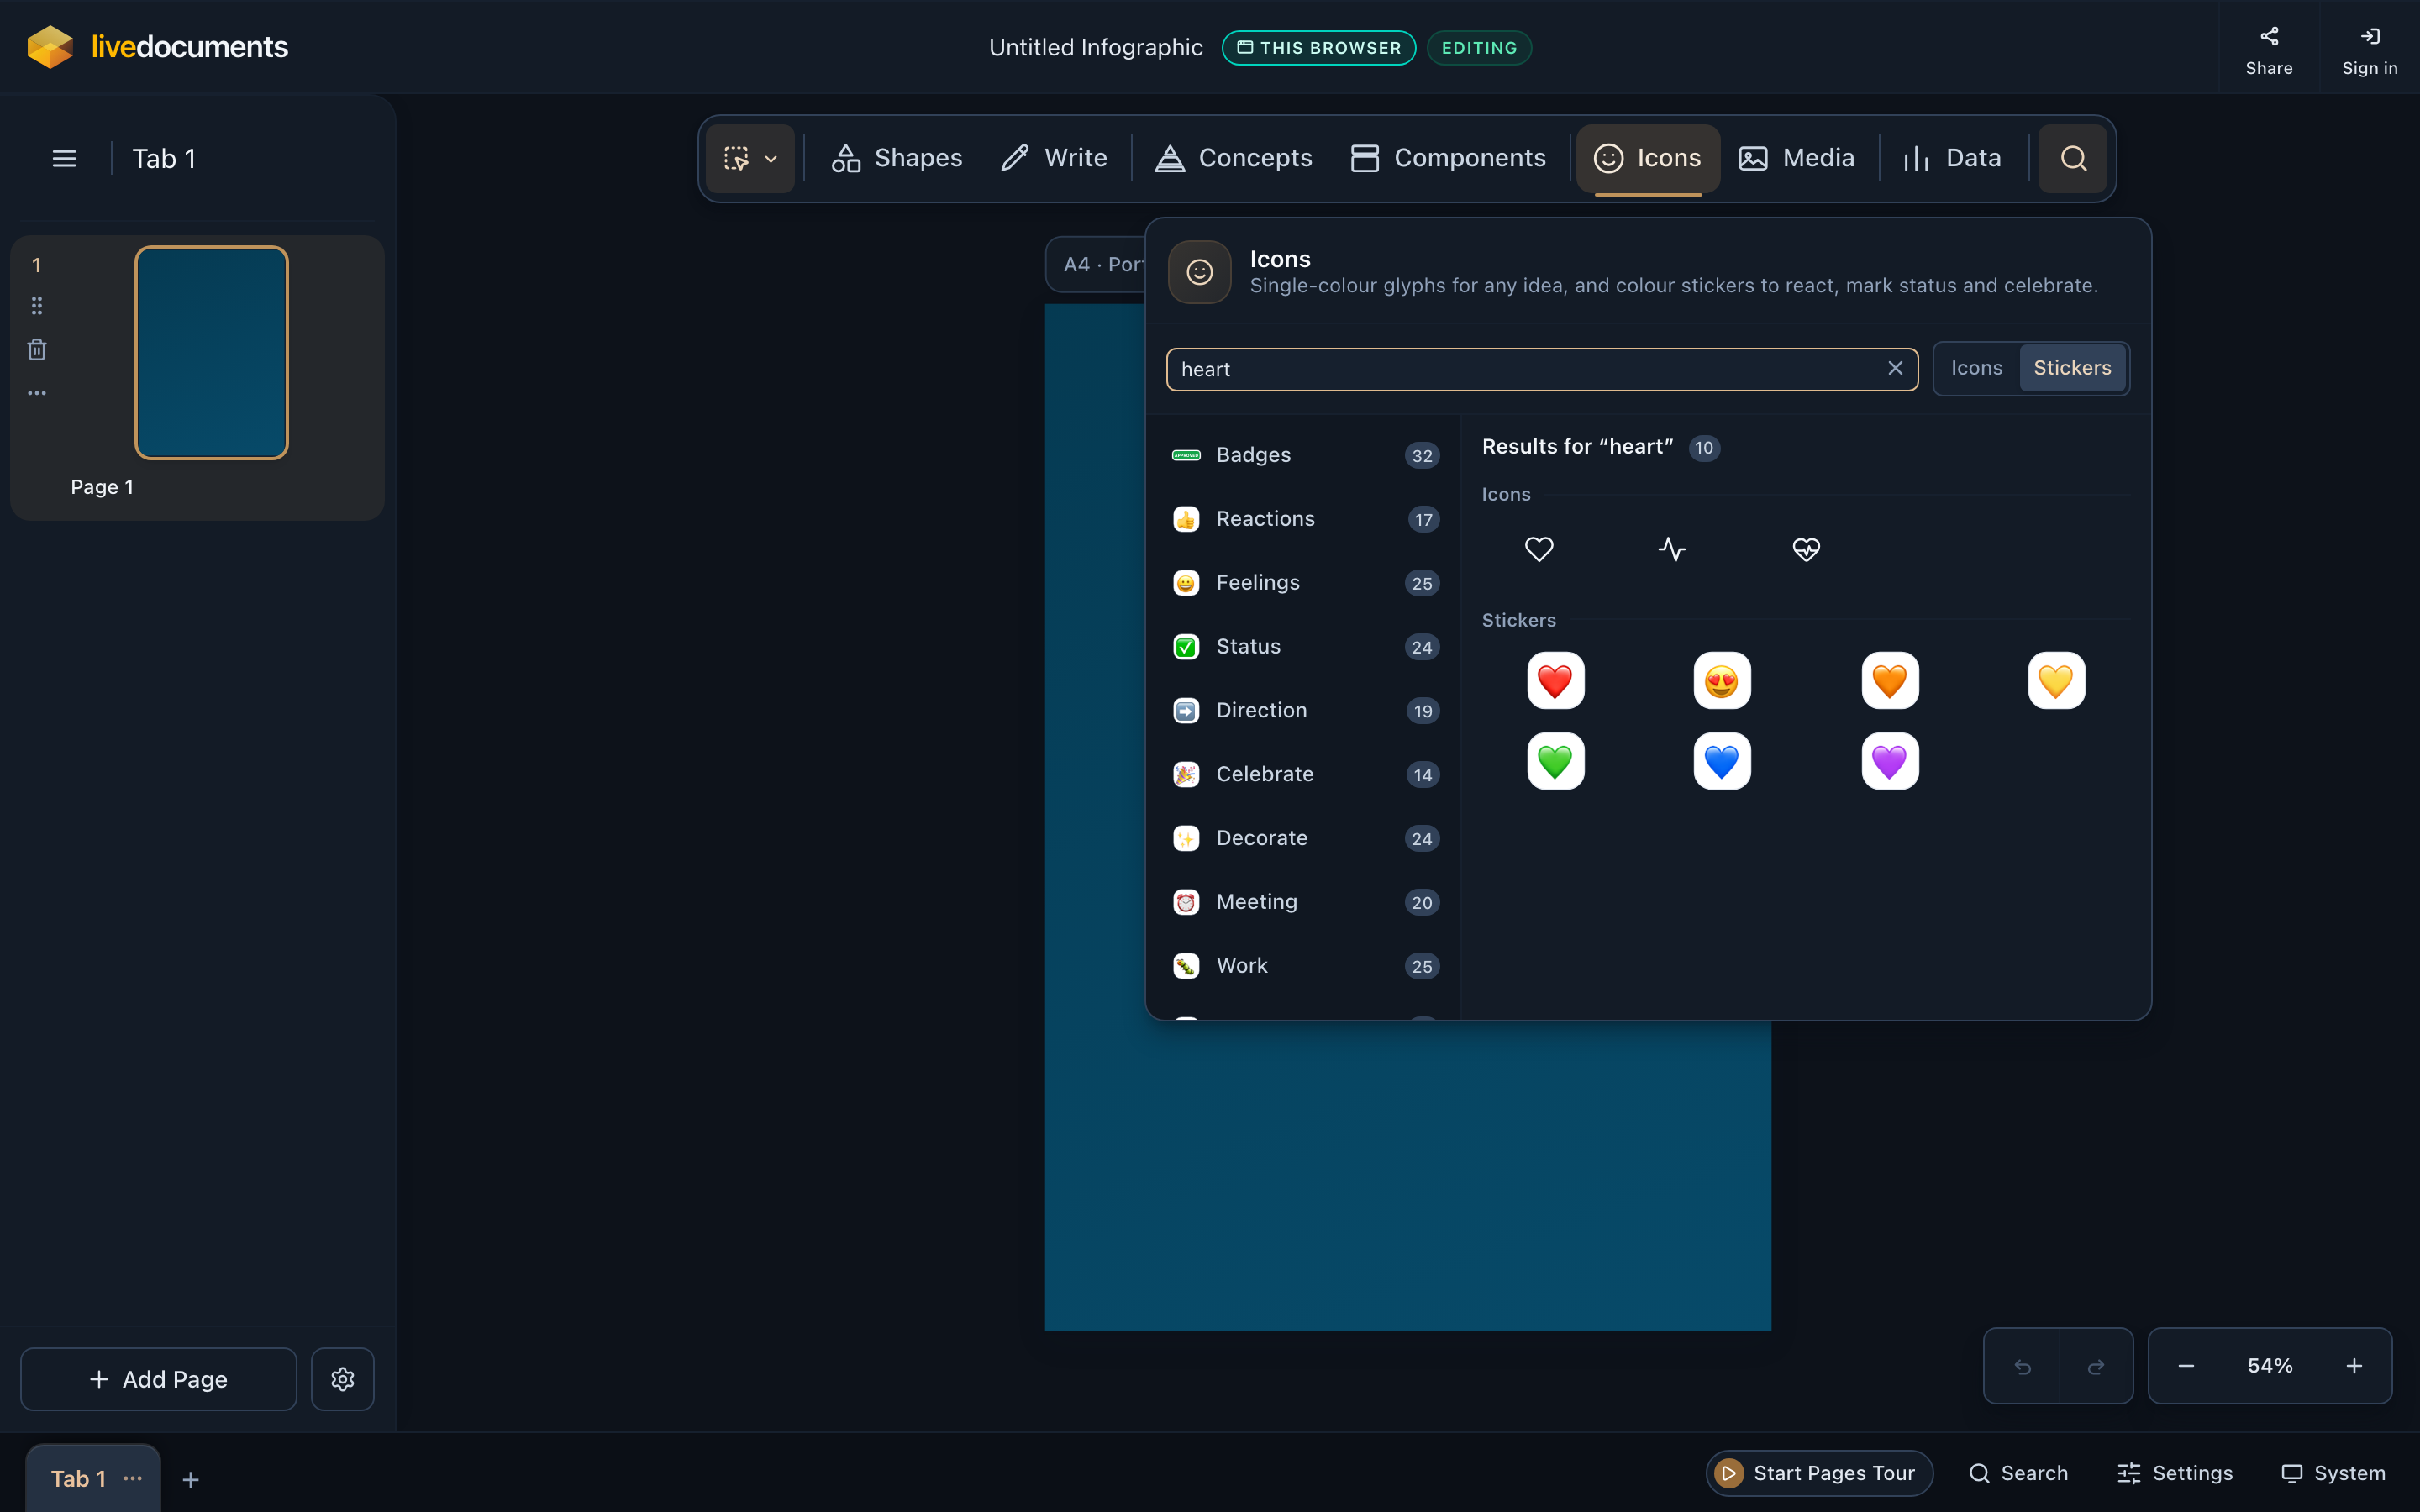 livedocuments
Untitled Infographic
THIS BROWSER
EDITING
Share
Sign in
Tab 1
Shapes
Write
Concepts
Components
Icons
Media
Data
1
Page 1
A4 · Port
Icons
Single-colour glyphs for any idea, and colour stickers to react, mark status and celebrate.
heart
Icons
Stickers
Badges 32
Reactions 17
Feelings 25
Status 24
Direction 19
Celebrate 14
Decorate 24
Meeting 20
Work 25
Results for “heart” 10
Icons
Stickers
Add Page
54%
Tab 1
Start Pages Tour
Search
Settings
System